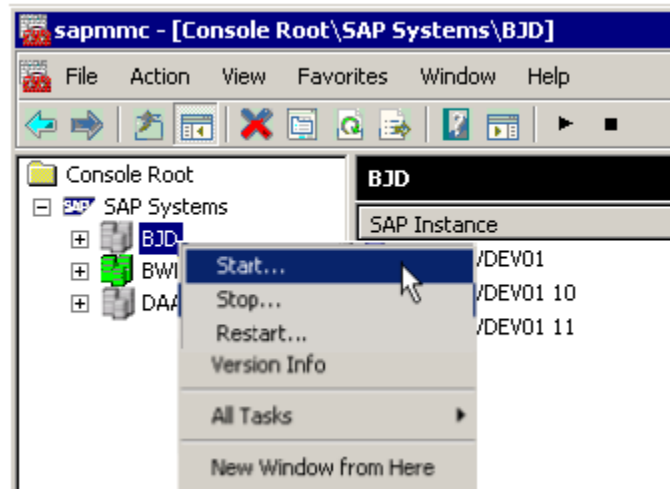 sapmmc - [Console Root\SAP Systems\BJD]
File Action View Favorites Window Help
Console Root
BJD
SAP SAP Systems
SAP Instance
BJD
VDEV01
Start...
Stop...
VDEV01 10
Restart...
VDEV01 11
Version Info
All Tasks
New Window from Here